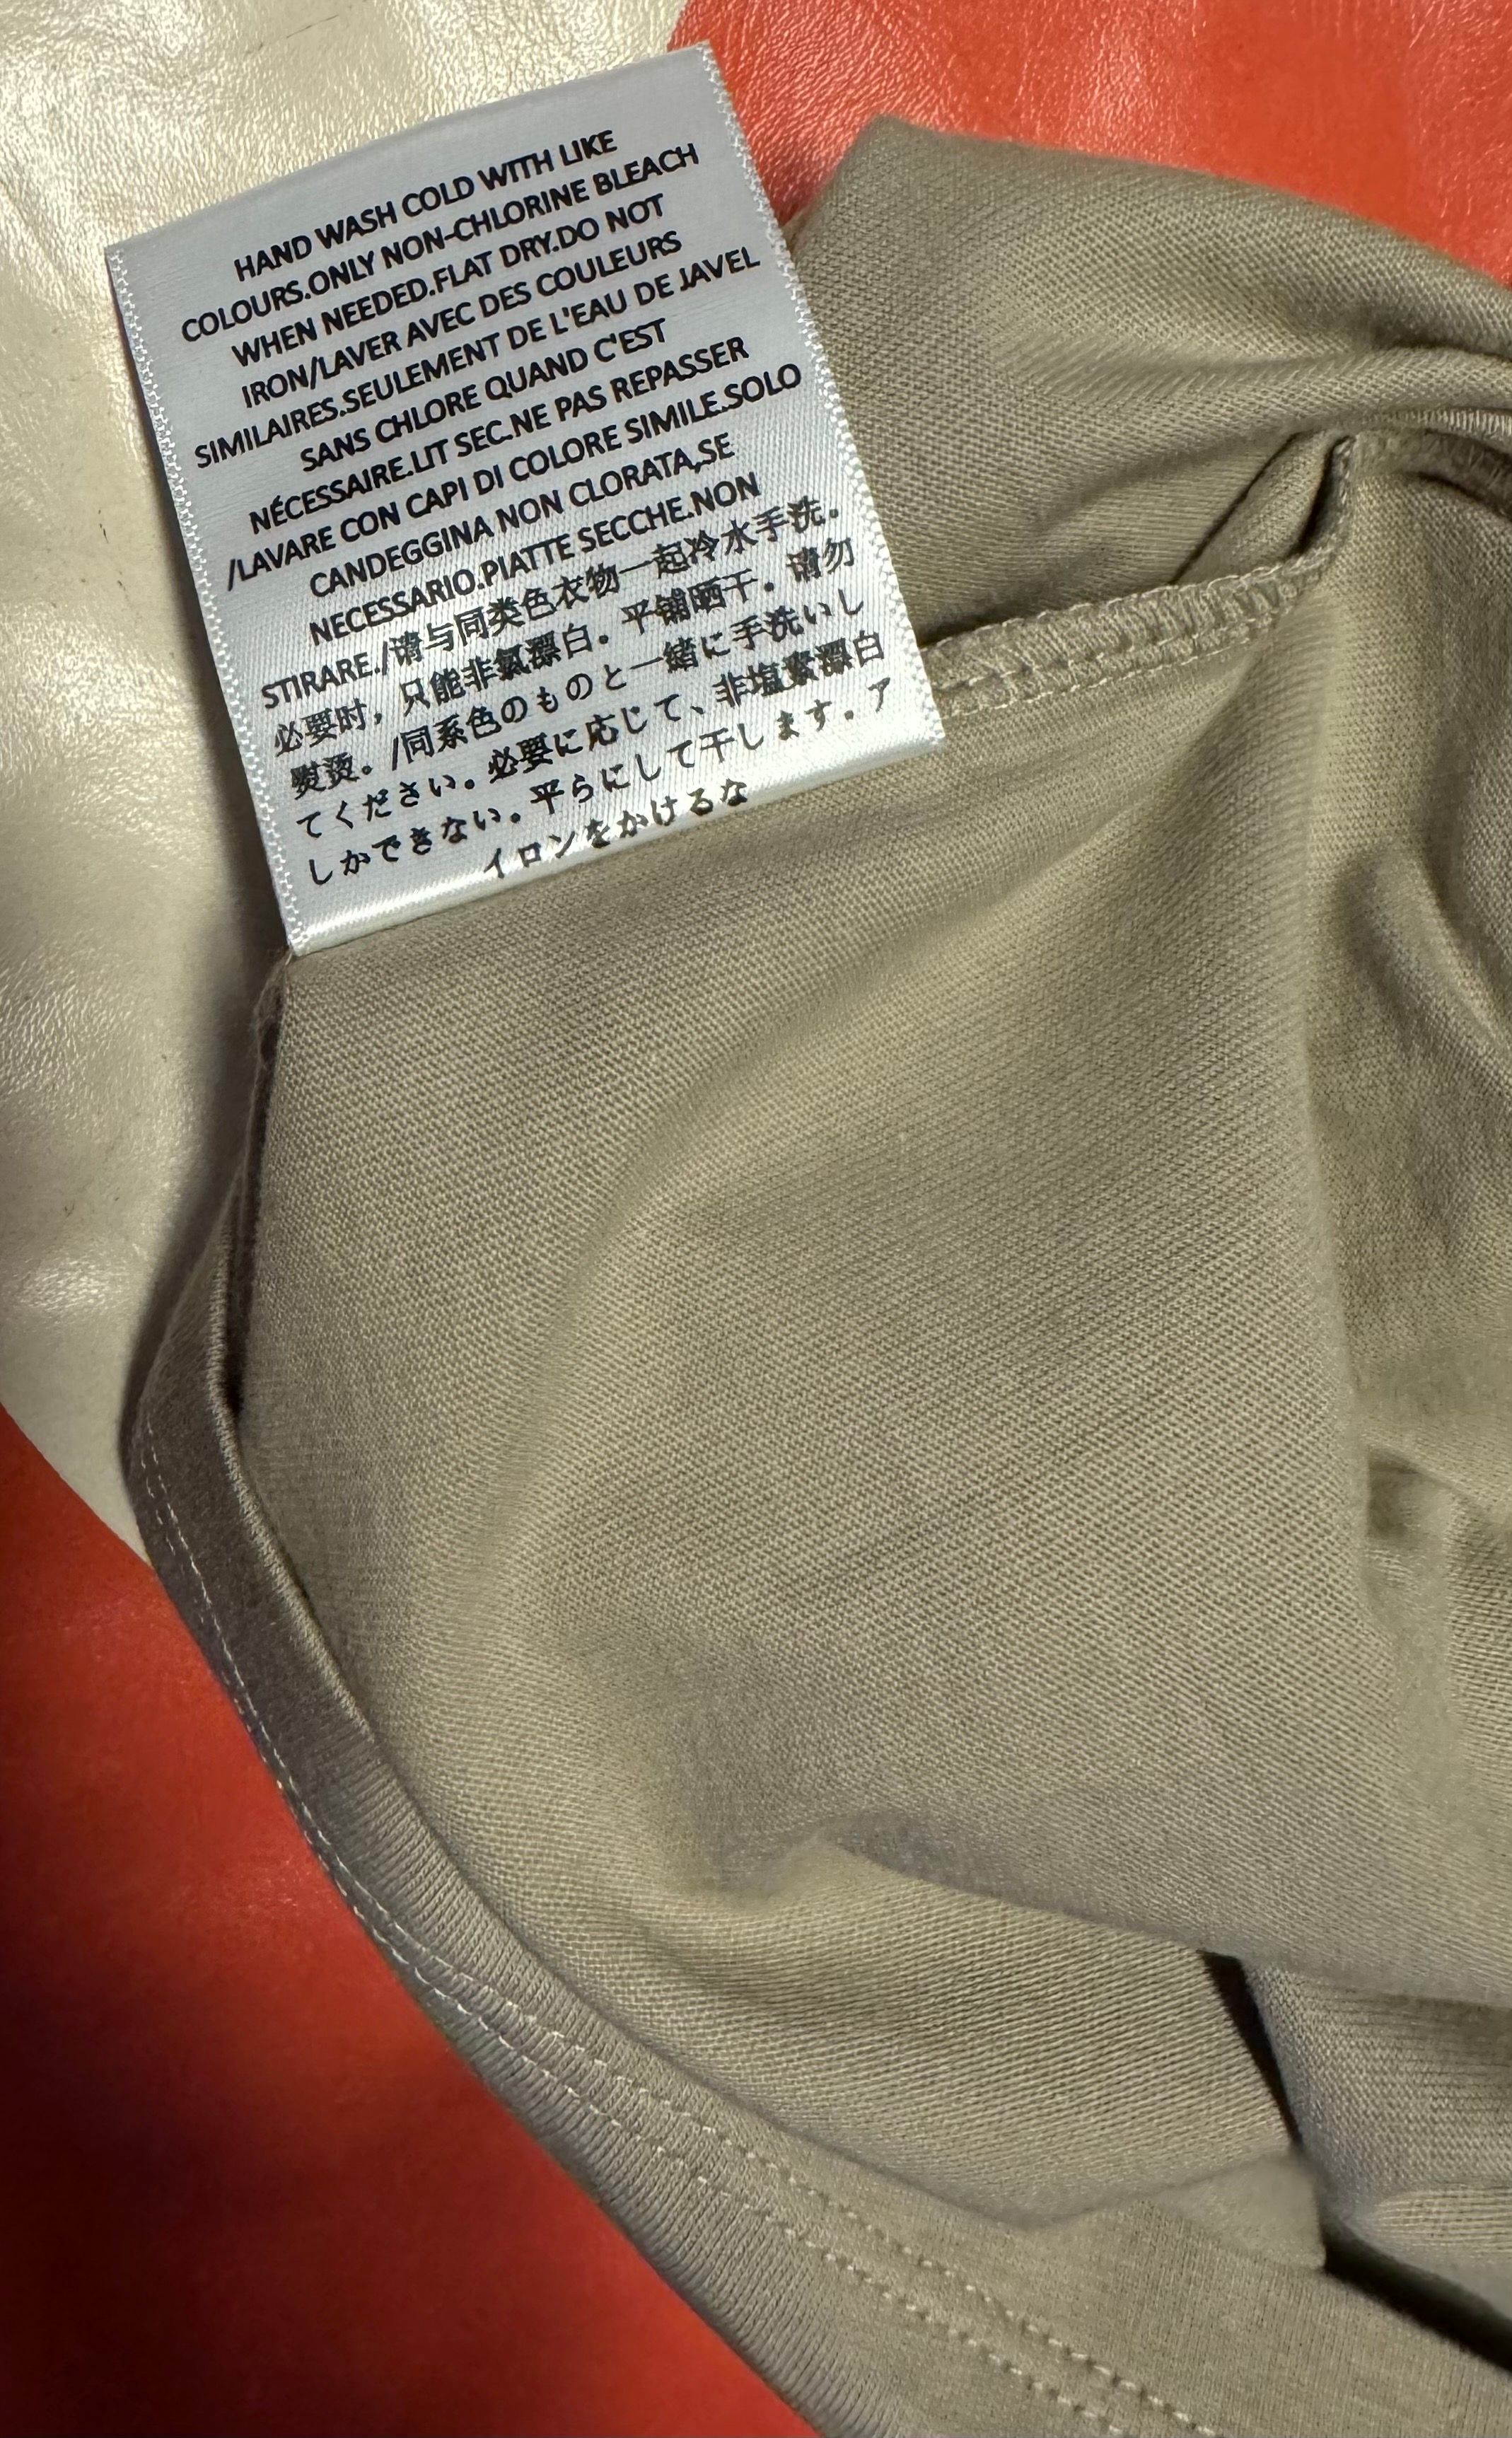 HAND WASH COLD WITH LIKE
COLOURS.ONLY NON-CHLORINE BLEACH
WHEN NEEDED.FLAT DRY.DO NOT
IRON/LAVER AVEC DES COULEURS
SIMILAIRES.SEULEMENT DE L'EAU DE JAVEL
SANS CHLORE QUAND C'EST
NÉCESSAIRE.LIT SEC.NE PAS REPASSER
/LAVARE CON CAPI DI COLORE SIMILE.SOLO
CANDEGGINA NON CLORATA,SE
NECESSARIO.PIATTE SECCHE.NON
STIRARE./请与同类色衣物一起冷水手洗。
必要时，只能非氯漂白。平铺晒干。请勿
熨烫。/同系色のものと一緒に手洗いし
てください。必要に応じて、非塩素漂白
しかできない。平らにして干します。ア
イロンをかけるな